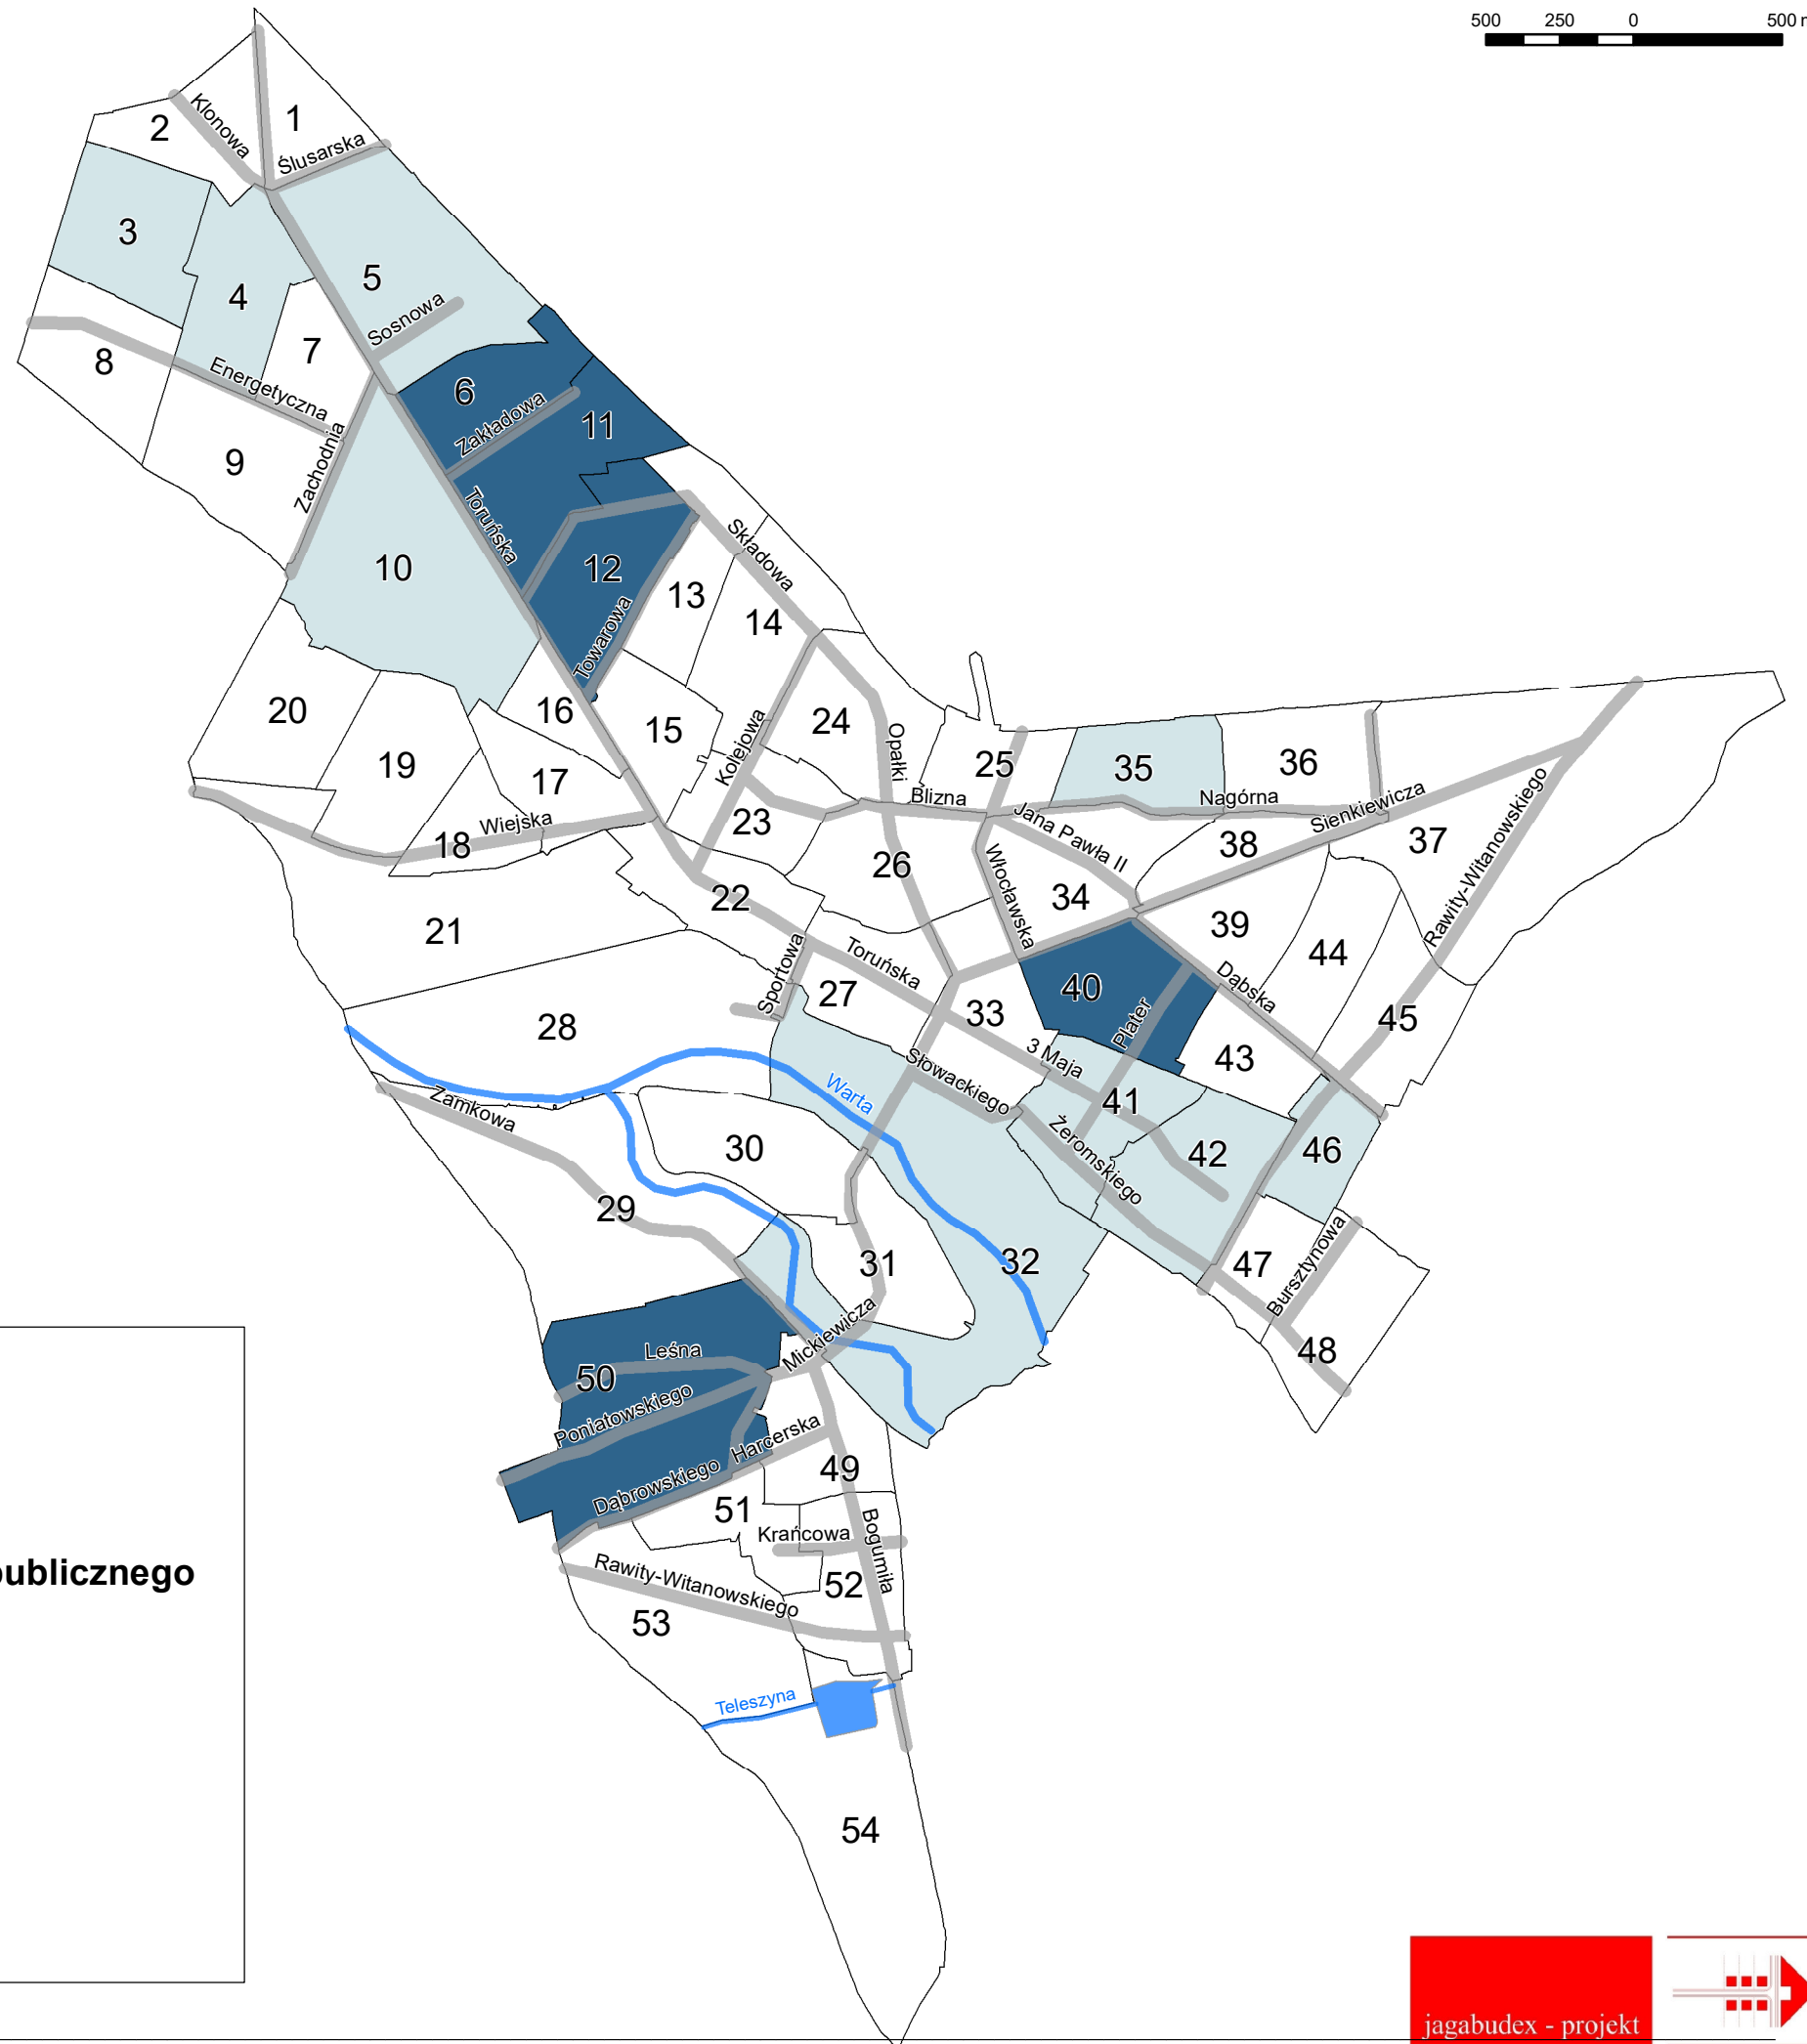 500 250 0 500 m
1
2
Klonowa
Ślusarska
3
4
5
Sosnowa
7
8
Energetyczna
6
Zakładowa
11
9
Zachodnia
Toruńska
10
12
Towarowa
13
Składowa
14
20
16
15
24
Kolejowa
Opałki
25
35
36
19
17
Blizna
Nagórna
Sienkiewicza
Rawity-Witanowskiego
18
Wiejska
23
Jana Pawła II
38
37
26
Włocławska
22
34
21
39
44
Toruńska
Sportowa
27
40
Dąbska
28
33
Plater
45
3 Maja
43
Słowackiego
Zamkowa
Warta
41
30
Żeromskiego
42
46
29
31
32
47
Bursztynowa
Mickiewicza
48
Leśna
50
Poniatowskiego
Harcerska
Dąbrowskiego
49
51
Krańcowa
Bogumiła
publicznego
Rawity-Witanowskiego
52
53
Teleszyna
54
jagabudex - projekt